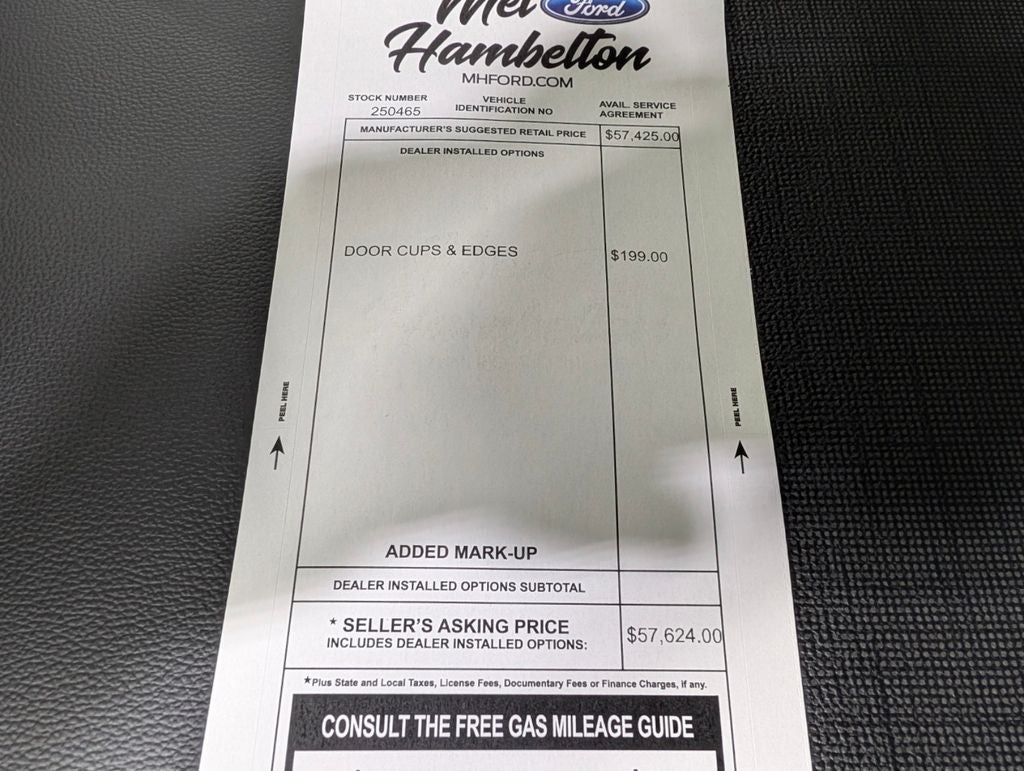 Mel Ford
Hambelton
MHFORD.COM
STOCK NUMBER VEHICLE IDENTIFICATION NO AVAIL. SERVICE AGREEMENT
250465
MANUFACTURER'S SUGGESTED RETAIL PRICE $57,425.00
DEALER INSTALLED OPTIONS
DOOR CUPS & EDGES $199.00
PEEL HERE
PEEL HERE
ADDED MARK-UP
DEALER INSTALLED OPTIONS SUBTOTAL
* SELLER'S ASKING PRICE $57,624.00
INCLUDES DEALER INSTALLED OPTIONS:
*Plus State and Local Taxes, License Fees, Documentary Fees or Finance Charges, if any.
CONSULT THE FREE GAS MILEAGE GUIDE